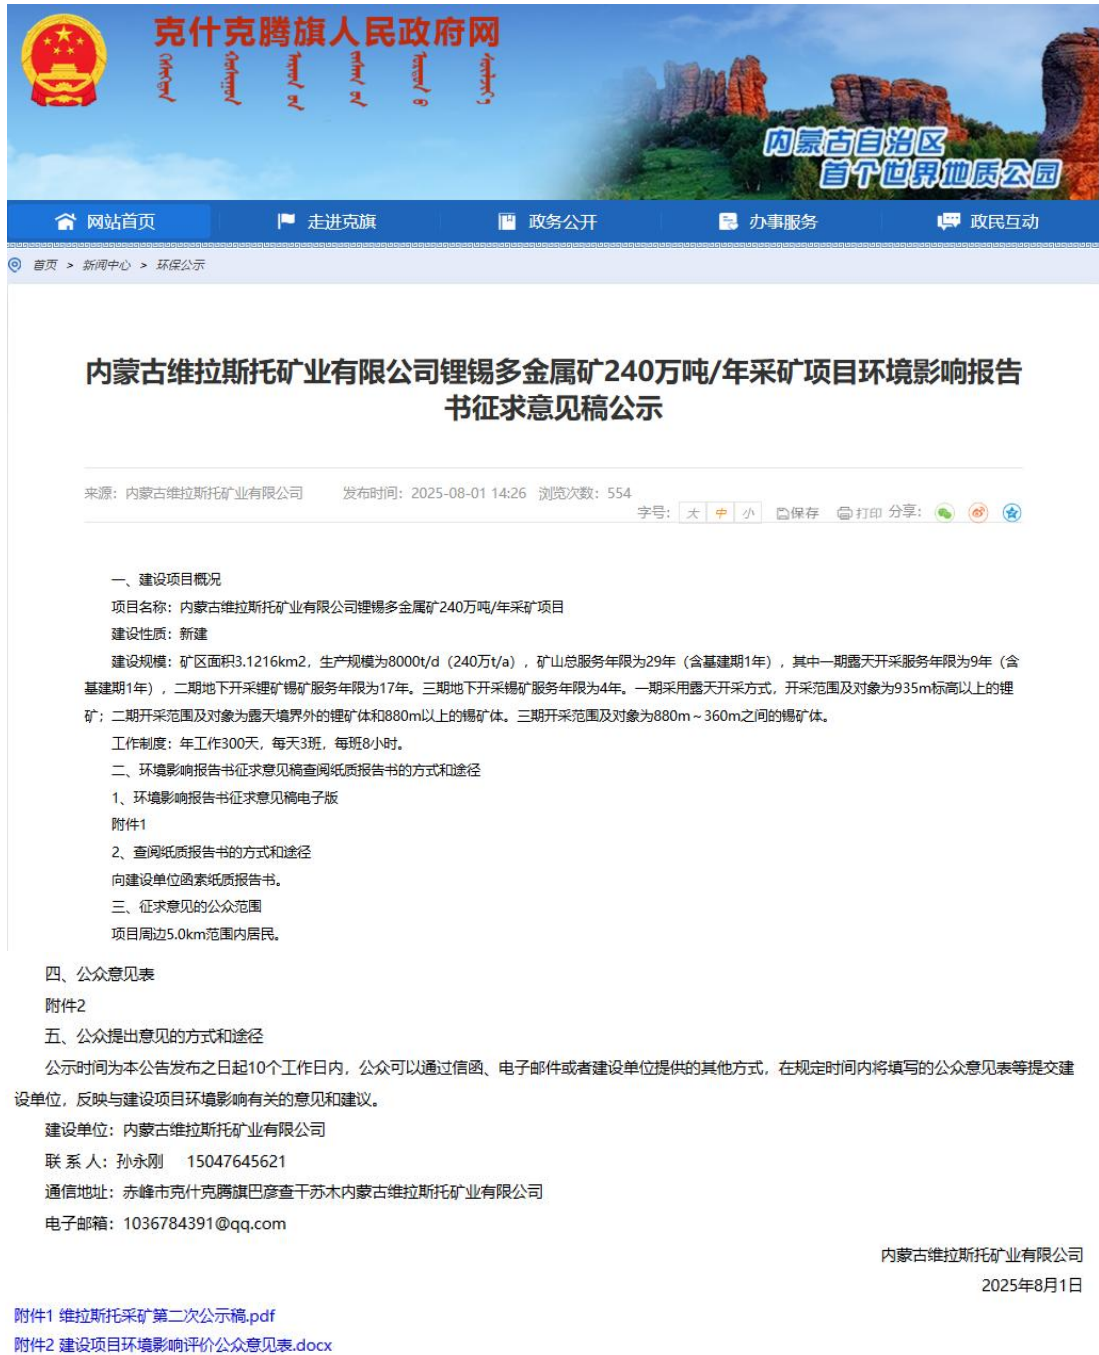 克什克腾旗人民政府网
内蒙古自治区
首个世界地质公园
网站首页 走进克旗 政务公开 办事服务 政民互动
首页 > 新闻中心 > 环保公示
内蒙古维拉斯托矿业有限公司锂锡多金属矿240万吨/年采矿项目环境影响报告
书征求意见稿公示
来源：内蒙古维拉斯托矿业有限公司 发布时间：2025-08-01 14:26 浏览次数：554
字号： 大 中 小 保存 打印 分享：
一、建设项目概况
项目名称：内蒙古维拉斯托矿业有限公司锂锡多金属矿240万吨/年采矿项目
建设性质：新建
建设规模：矿区面积3.1216km2，生产规模为8000t/d（240万t/a），矿山总服务年限为29年（含基建期1年），其中一期露天开采服务年限为9年（含
基建期1年），二期地下开采锂矿锡矿服务年限为17年。三期地下开采锡矿服务年限为4年。一期采用露天开采方式，开采范围及对象为935m标高以上的锂
矿；二期开采范围及对象为露天境界外的锂矿体和880m以上的锡矿体。三期开采范围及对象为880m～360m之间的锡矿体。
工作制度：年工作300天，每天3班，每班8小时。
二、环境影响报告书征求意见稿查阅纸质报告书的方式和途径
1、环境影响报告书征求意见稿电子版
附件1
2、查阅纸质报告书的方式和途径
向建设单位函索纸质报告书。
三、征求意见的公众范围
项目周边5.0km范围内居民。
四、公众意见表
附件2
五、公众提出意见的方式和途径
公示时间为本公告发布之日起10个工作日内，公众可以通过信函、电子邮件或者建设单位提供的其他方式，在规定时间内将填写的公众意见表等提交建
设单位，反映与建设项目环境影响有关的意见和建议。
建设单位：内蒙古维拉斯托矿业有限公司
联 系 人：孙永刚 15047645621
通信地址：赤峰市克什克腾旗巴彦查干苏木内蒙古维拉斯托矿业有限公司
电子邮箱：1036784391@qq.com
内蒙古维拉斯托矿业有限公司
2025年8月1日
附件1 维拉斯托采矿第二次公示稿.pdf
附件2 建设项目环境影响评价公众意见表.docx